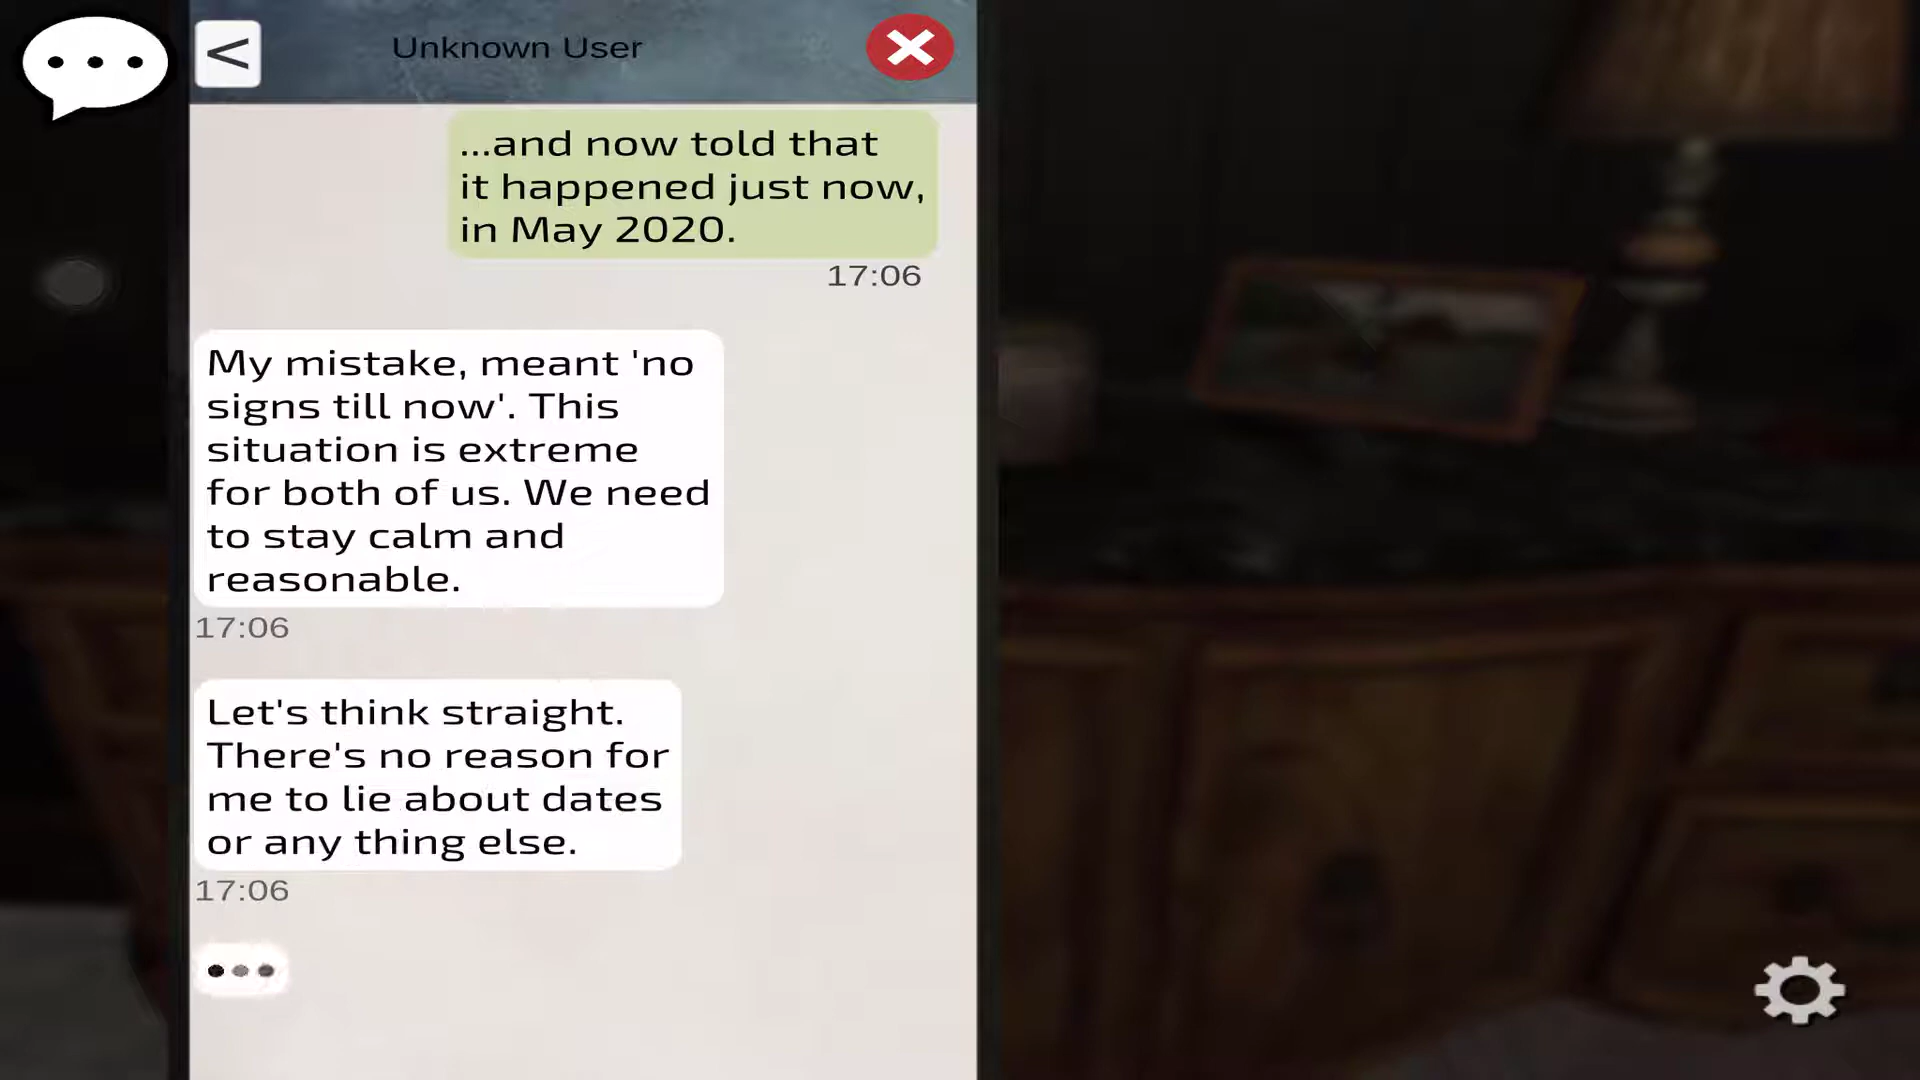 Unknown User
...and now told that
it happened just now,
in May 2020.
17:06
My mistake, meant 'no
signs till now'. This
situation is extreme
for both of us. We need
to stay calm and
reasonable.
17:06
Let's think straight.
There's no reason for
me to lie about dates
or any thing else.
17:06